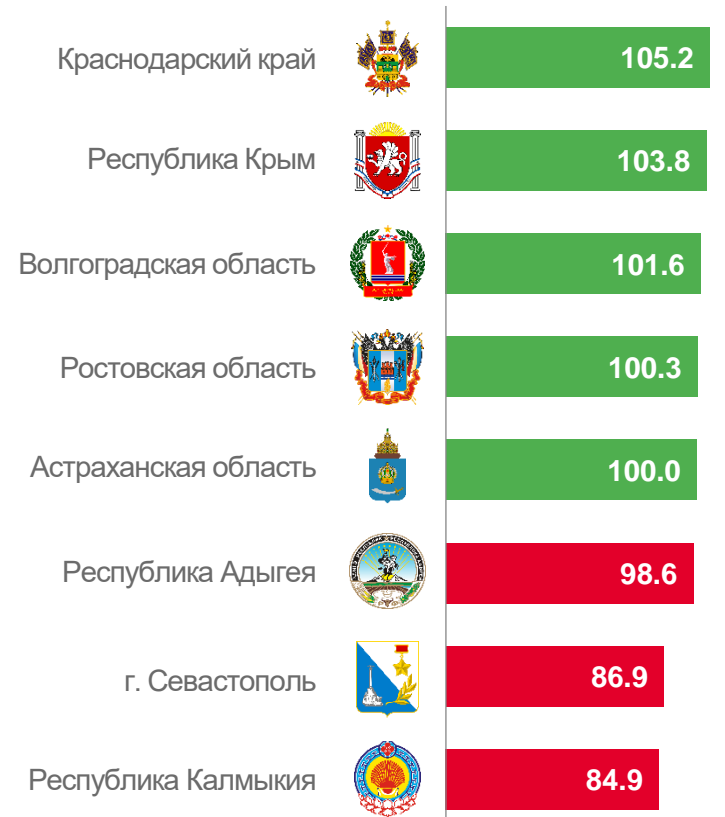 Краснодарский край 105.2
Республика Крым 103.8
Волгоградская область 101.6
Ростовская область 100.3
Астраханская область 100.0
Республика Адыгея 98.6
г. Севастополь 86.9
Республика Калмыкия 84.9